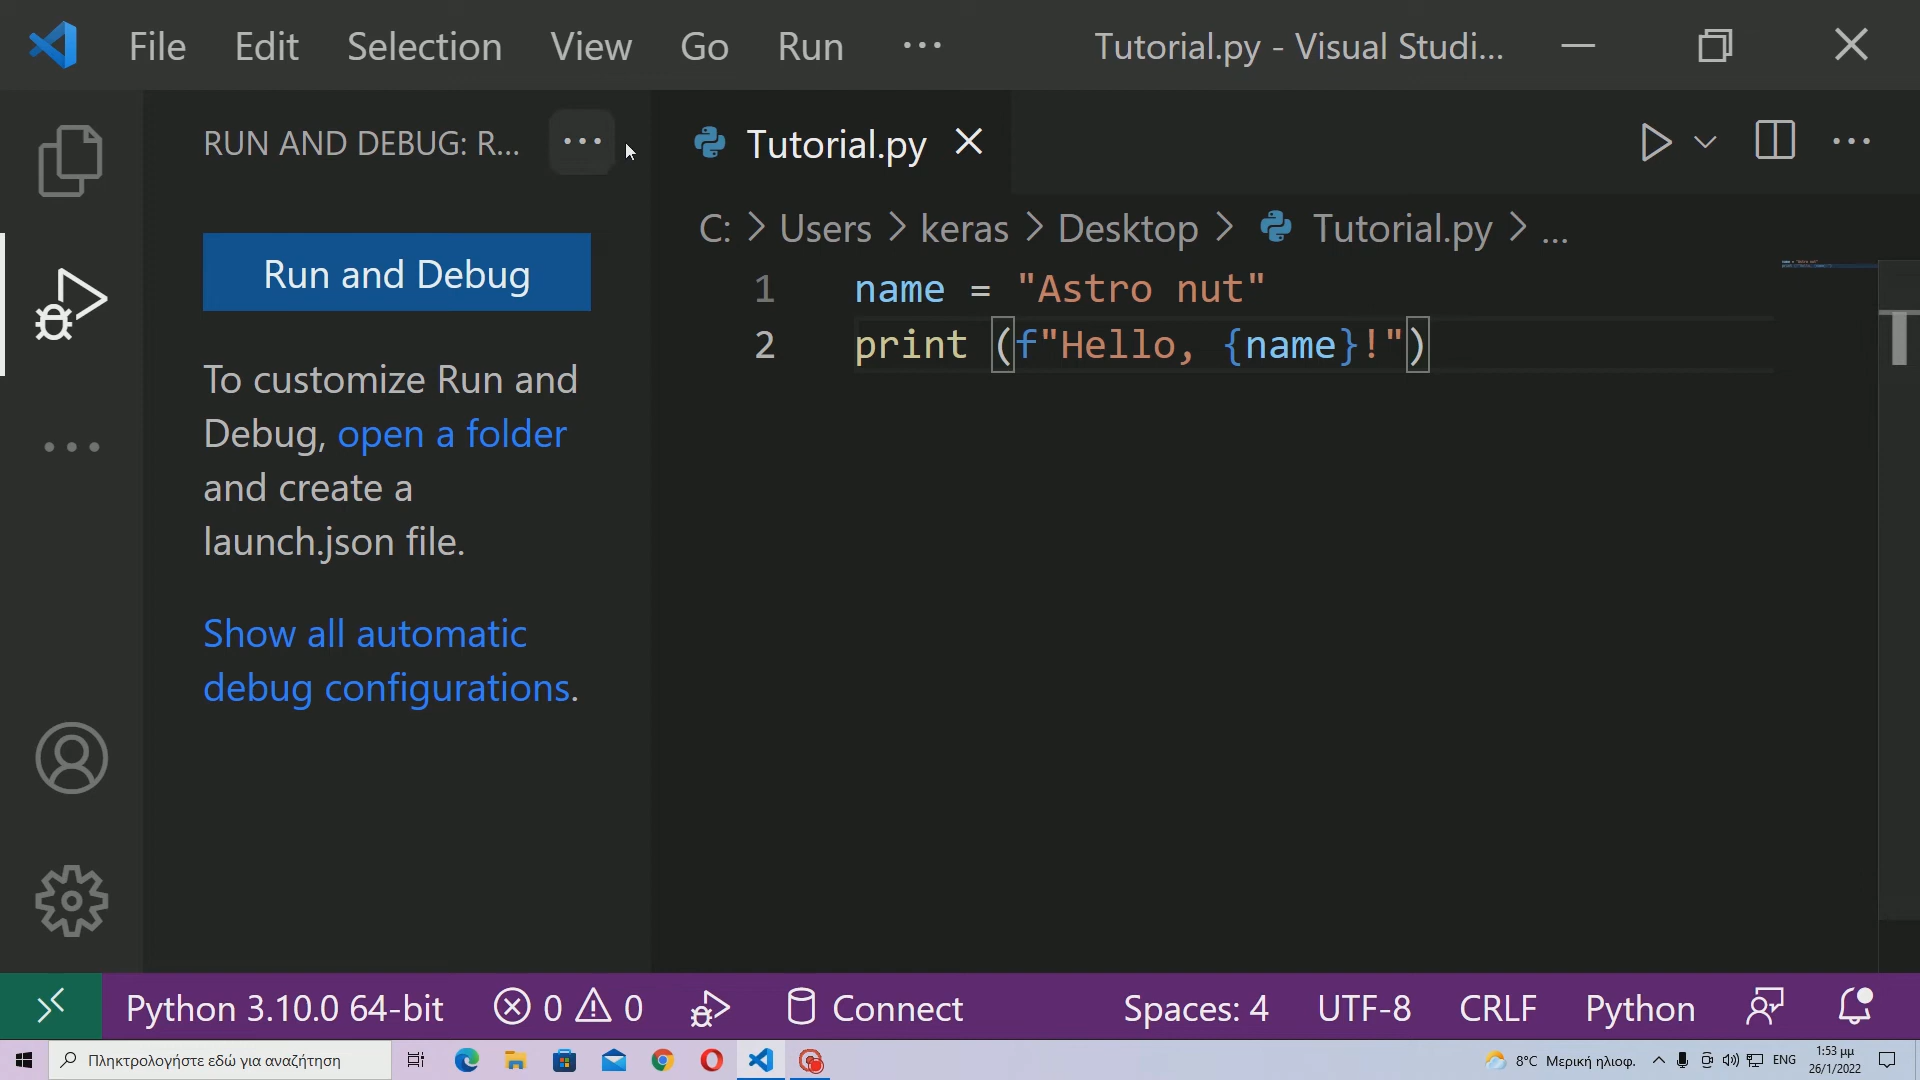 File Edit Selection View Go Run ··· Tutorial.py - Visual Studi...
RUN AND DEBUG: R... ···
Tutorial.py
Run and Debug
To customize Run and
Debug, open a folder
and create a
launch.json file.
Show all automatic
debug configurations.
C: > Users > keras > Desktop > Tutorial.py > ...
1 name = "Astro nut"
2 print (f"Hello, {name}!")
Python 3.10.0 64-bit 0 0 Connect Spaces: 4 UTF-8 CRLF Python
Πληκτρολογήστε εδώ για αναζήτηση
8°C Μερική ηλιοφ. ENG
1:53 μμ
26/1/2022